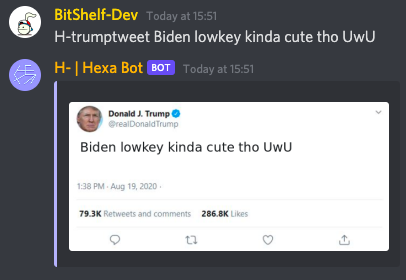 BitShelf-Dev Today at 15:51
H-trumptweet Biden lowkey kinda cute tho UwU
H- | Hexa Bot BOT Today at 15:51
Donald J. Trump
@realDonaldTrump
Biden lowkey kinda cute tho UwU
1:38 PM - Aug 19, 2020 -
79.3K Retweets and comments 286.8K Likes